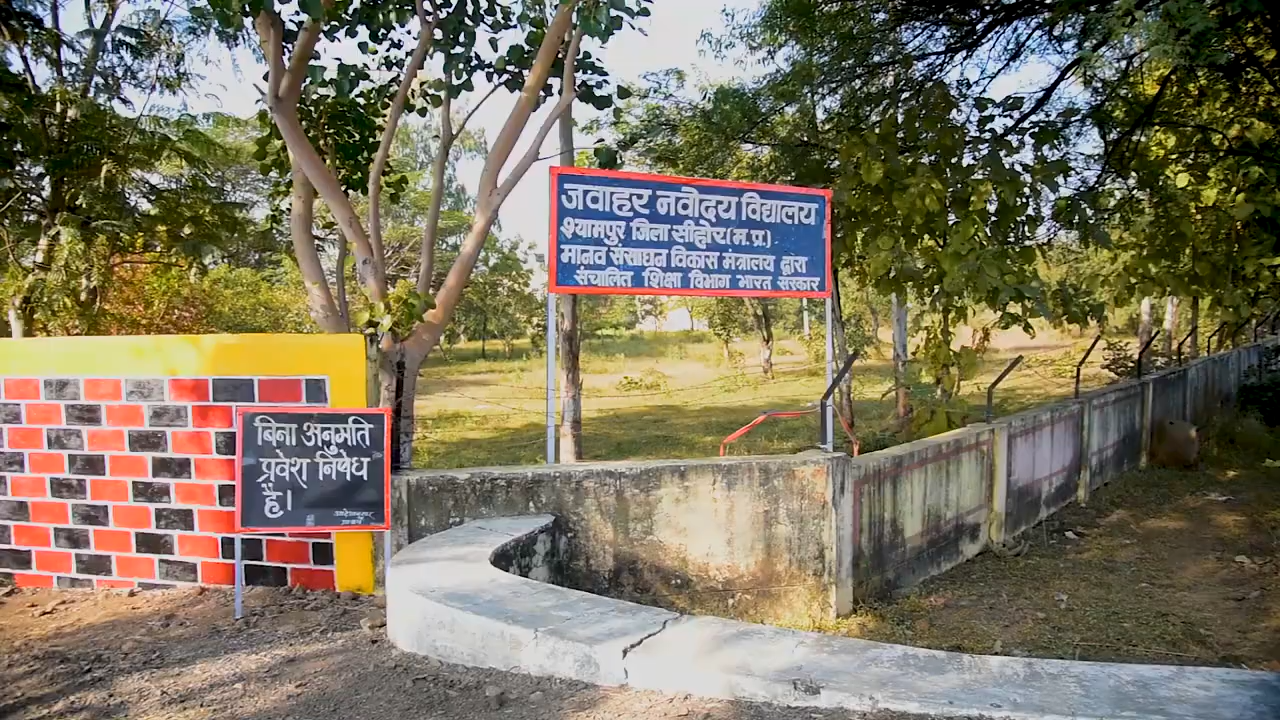 जवाहर नवोदय विद्यालय
श्यामपुर जिला सीहोर(म.प्र.)
मानव संसाधन विकास मंत्रालय द्वारा
संचालित शिक्षा विभाग भारत सरकार
बिना अनुमति
प्रवेश निषेध
है।